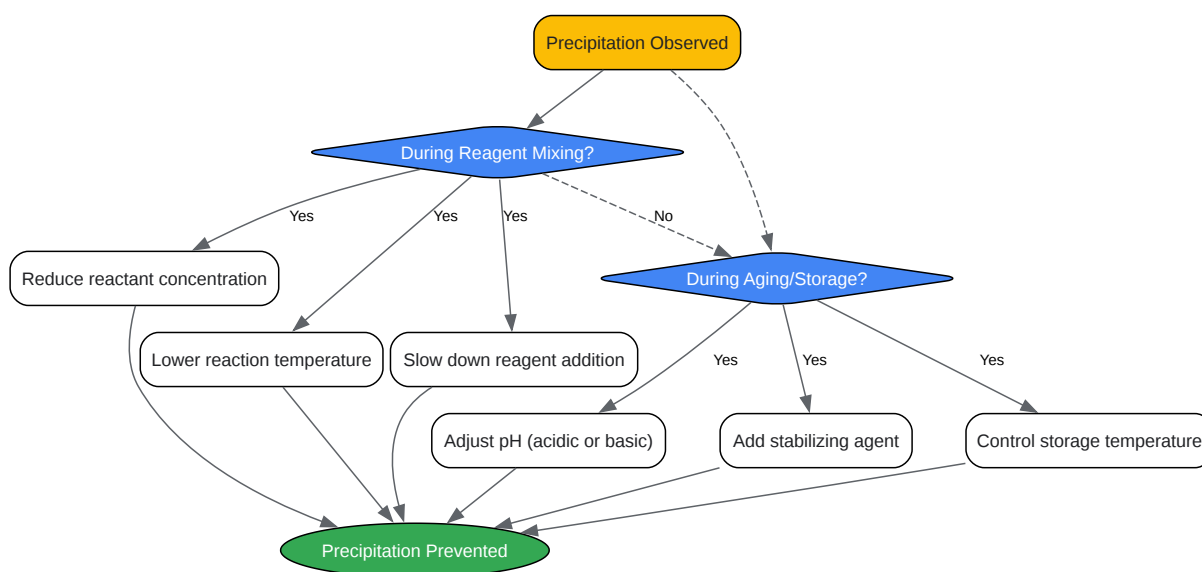 Precipitation Observed
During Reagent Mixing?
Yes
Yes
Yes
No
Reduce reactant concentration
During Aging/Storage?
Lower reaction temperature
Slow down reagent addition
Yes
Yes
Yes
Adjust pH (acidic or basic)
Add stabilizing agent
Control storage temperature
Precipitation Prevented